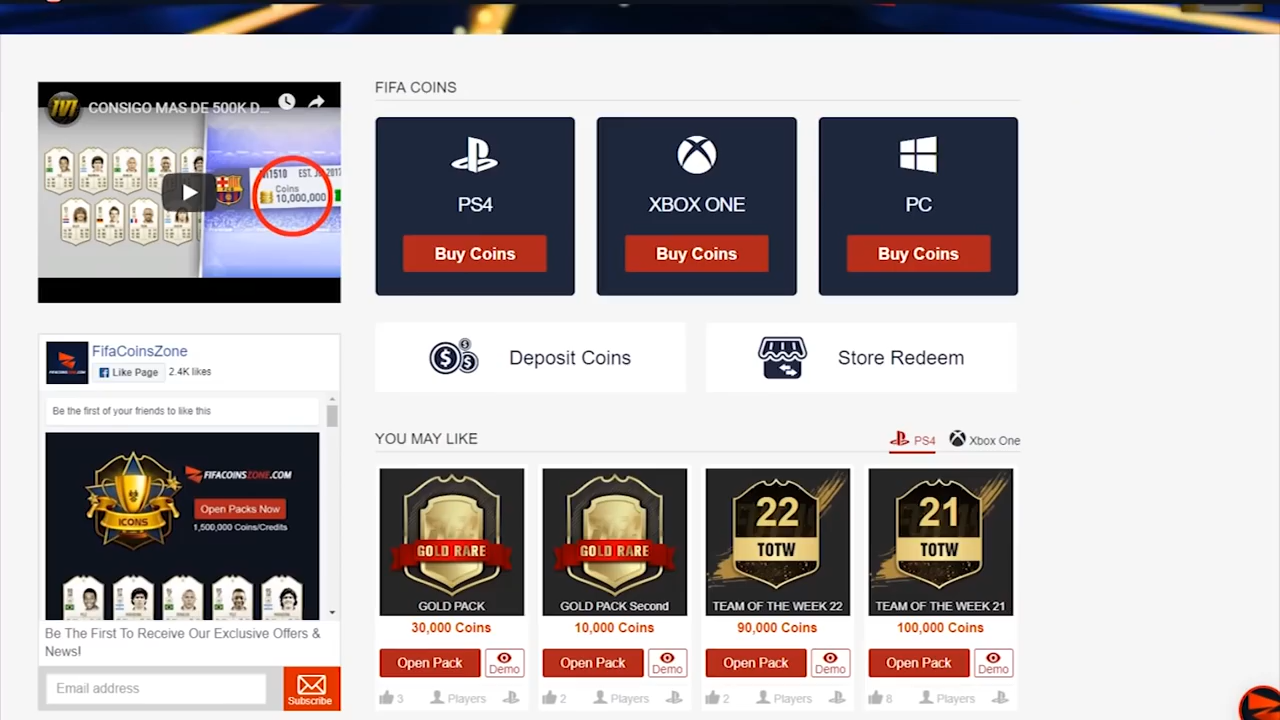 FIFA COINS
CONSIGO MAS DE 500K D...
EST.
Coins
10,000,000
PS4
XBOX ONE
PC
Buy Coins
Buy Coins
Buy Coins
Deposit Coins
Store Redeem
FifaCoinsZone
Like Page
2.4K likes
Be the first of your friends to like this
FIFACOINSZONE.COM
Open Packs Now
1,500,000 Coins/Credits
ICONS
Be The First To Receive Our Exclusive Offers &
News!
Email address
Subscribe
YOU MAY LIKE
PS4
Xbox One
GOLD RARE
GOLD PACK
30,000 Coins
Open Pack
Demo
3
Players
GOLD RARE
GOLD PACK Second
10,000 Coins
Open Pack
Demo
2
Players
22
TOTW
TEAM OF THE WEEK 22
90,000 Coins
Open Pack
Demo
2
Players
21
TOTW
TEAM OF THE WEEK 21
100,000 Coins
Open Pack
Demo
8
Players